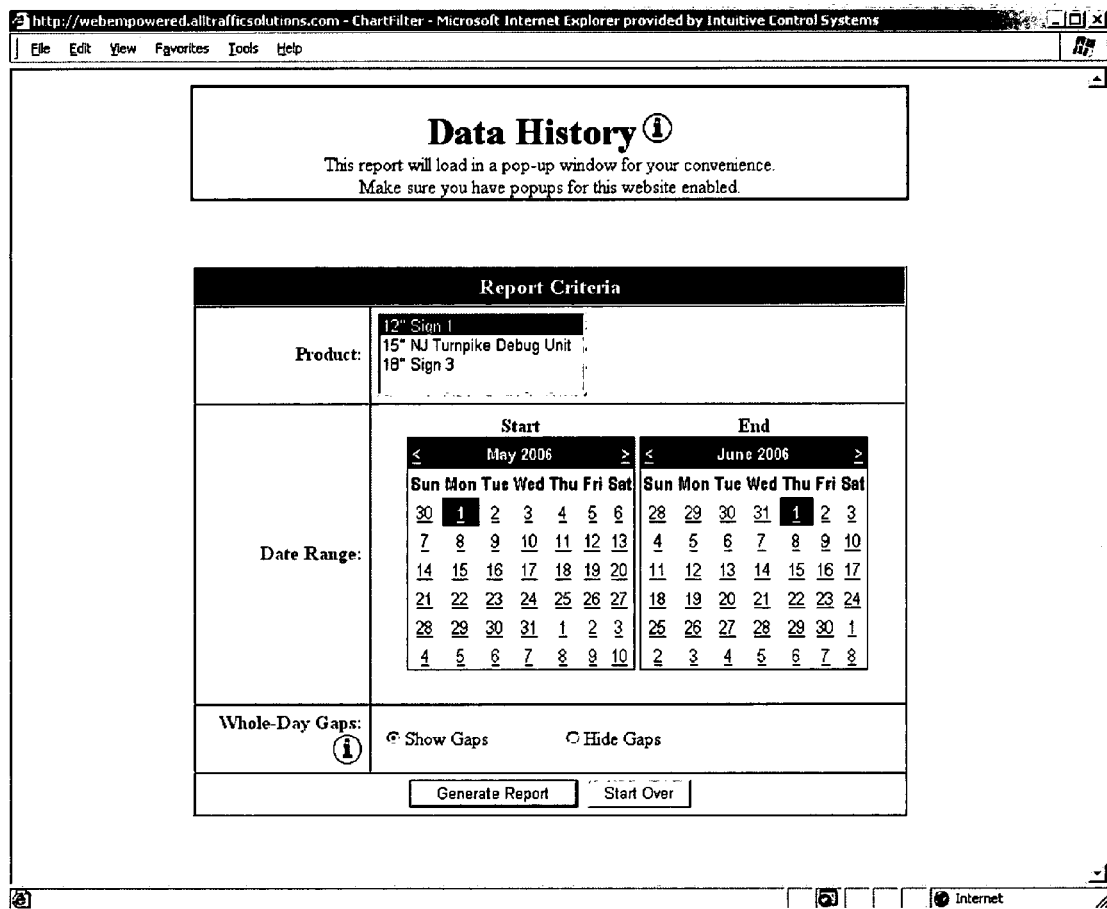 http://webempowered.alltrafficsolutions.com - ChartFilter - Microsoft Internet Explorer provided by Intuitive Control Systems
File Edit View Favorites Tools Help
Data History i
This report will load in a pop-up window for your convenience.
Make sure you have popups for this website enabled.
Report Criteria
Product:
12" Sign 1
15" NJ Turnpike Debug Unit
18" Sign 3
Date Range:
Start End
< May 2006 > < June 2006 >
Sun Mon Tue Wed Thu Fri Sat Sun Mon Tue Wed Thu Fri Sat
30 1 2 3 4 5 6 28 29 30 31 1 2 3
7 8 9 10 11 12 13 4 5 6 7 8 9 10
14 15 16 17 18 19 20 11 12 13 14 15 16 17
21 22 23 24 25 26 27 18 19 20 21 22 23 24
28 29 30 31 1 2 3 25 26 27 28 29 30 1
4 5 6 7 8 9 10 2 3 4 5 6 7 8
Whole-Day Gaps: i
Show Gaps Hide Gaps
Generate Report Start Over
Internet